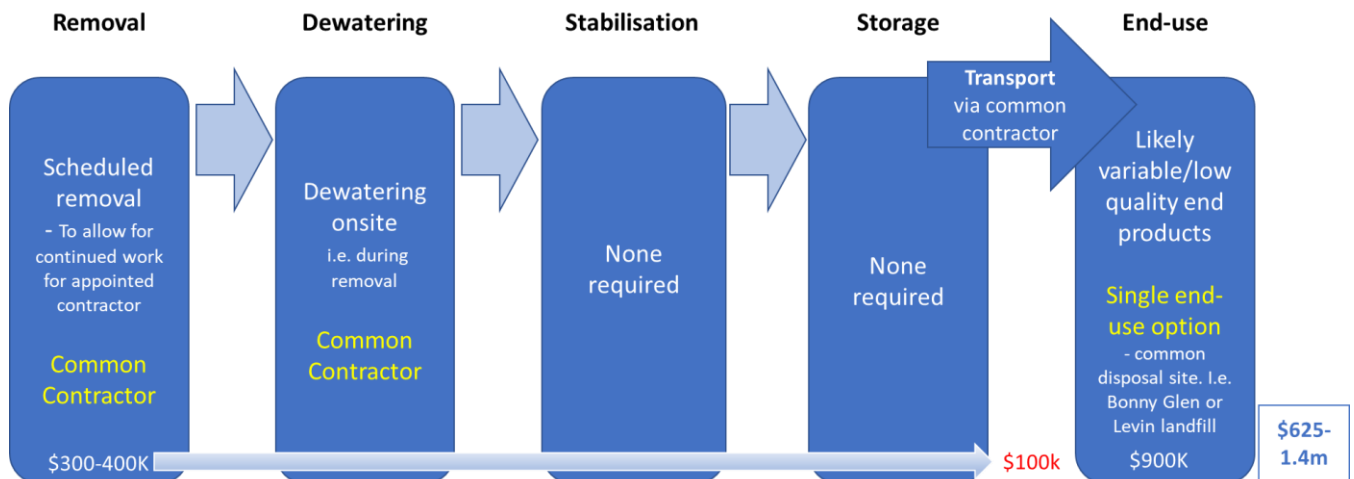 Removal
Dewatering
Stabilisation
Storage
End-use
Scheduled
removal
- To allow for
continued work
for appointed
contractor
Common
Contractor
$300-400K
Dewatering
onsite
i.e. during
removal
Common
Contractor
None
required
None
required
Transport
via common
contractor
$100k
Likely
variable/low
quality end
products
Single end-
use option
- common
disposal site. I.e.
Bonny Glen or
Levin landfill
$900K
$625-
1.4m